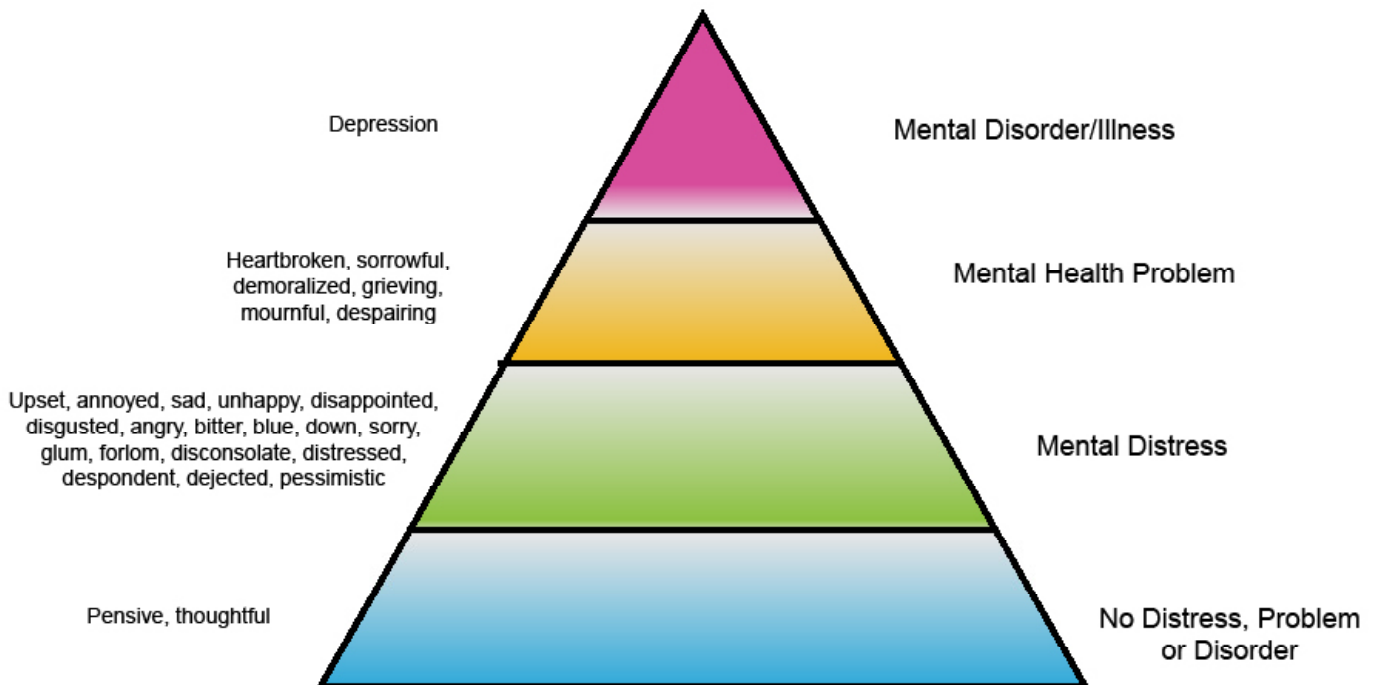 Depression
Mental Disorder/Illness
Heartbroken, sorrowful,
demoralized, grieving,
mournful, despairing
Mental Health Problem
Upset, annoyed, sad, unhappy, disappointed,
disgusted, angry, bitter, blue, down, sorry,
glum, forlom, disconsolate, distressed,
despondent, dejected, pessimistic
Mental Distress
Pensive, thoughtful
No Distress, Problem
or Disorder